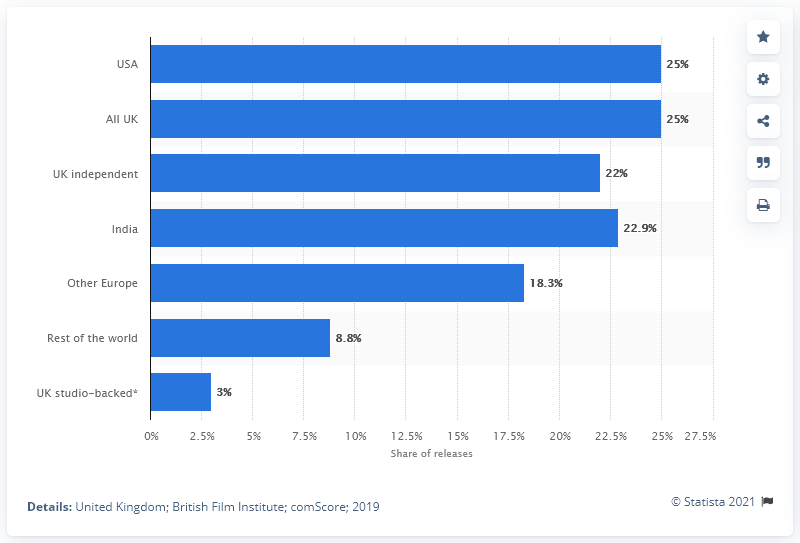 USA 25%
All UK 25%
UK independent 22%
India 22.9%
Other Europe 18.3%
Rest of the world 8.8%
UK studio-backed* 3%
0% 2.5% 5% 7.5% 10% 12.5% 15% 17.5% 20% 22.5% 25% 27.5%
Share of releases
Details: United Kingdom; British Film Institute; comScore; 2019
© Statista 2021